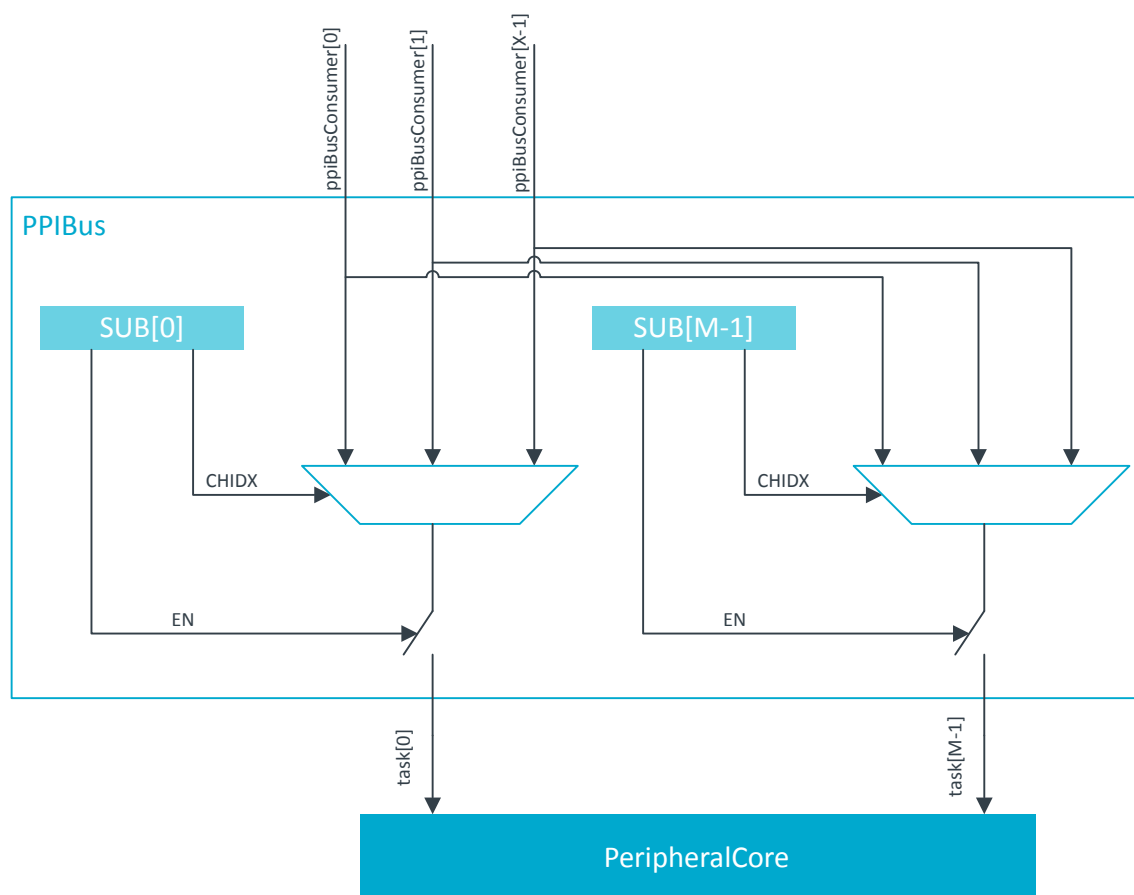 ppiBusConsumer[0]
ppiBusConsumer[1]
ppiBusConsumer[X-1]
PPIBus
SUB[0]
SUB[M-1]
CHIDX
CHIDX
EN
EN
task[0]
task[M-1]
PeripheralCore